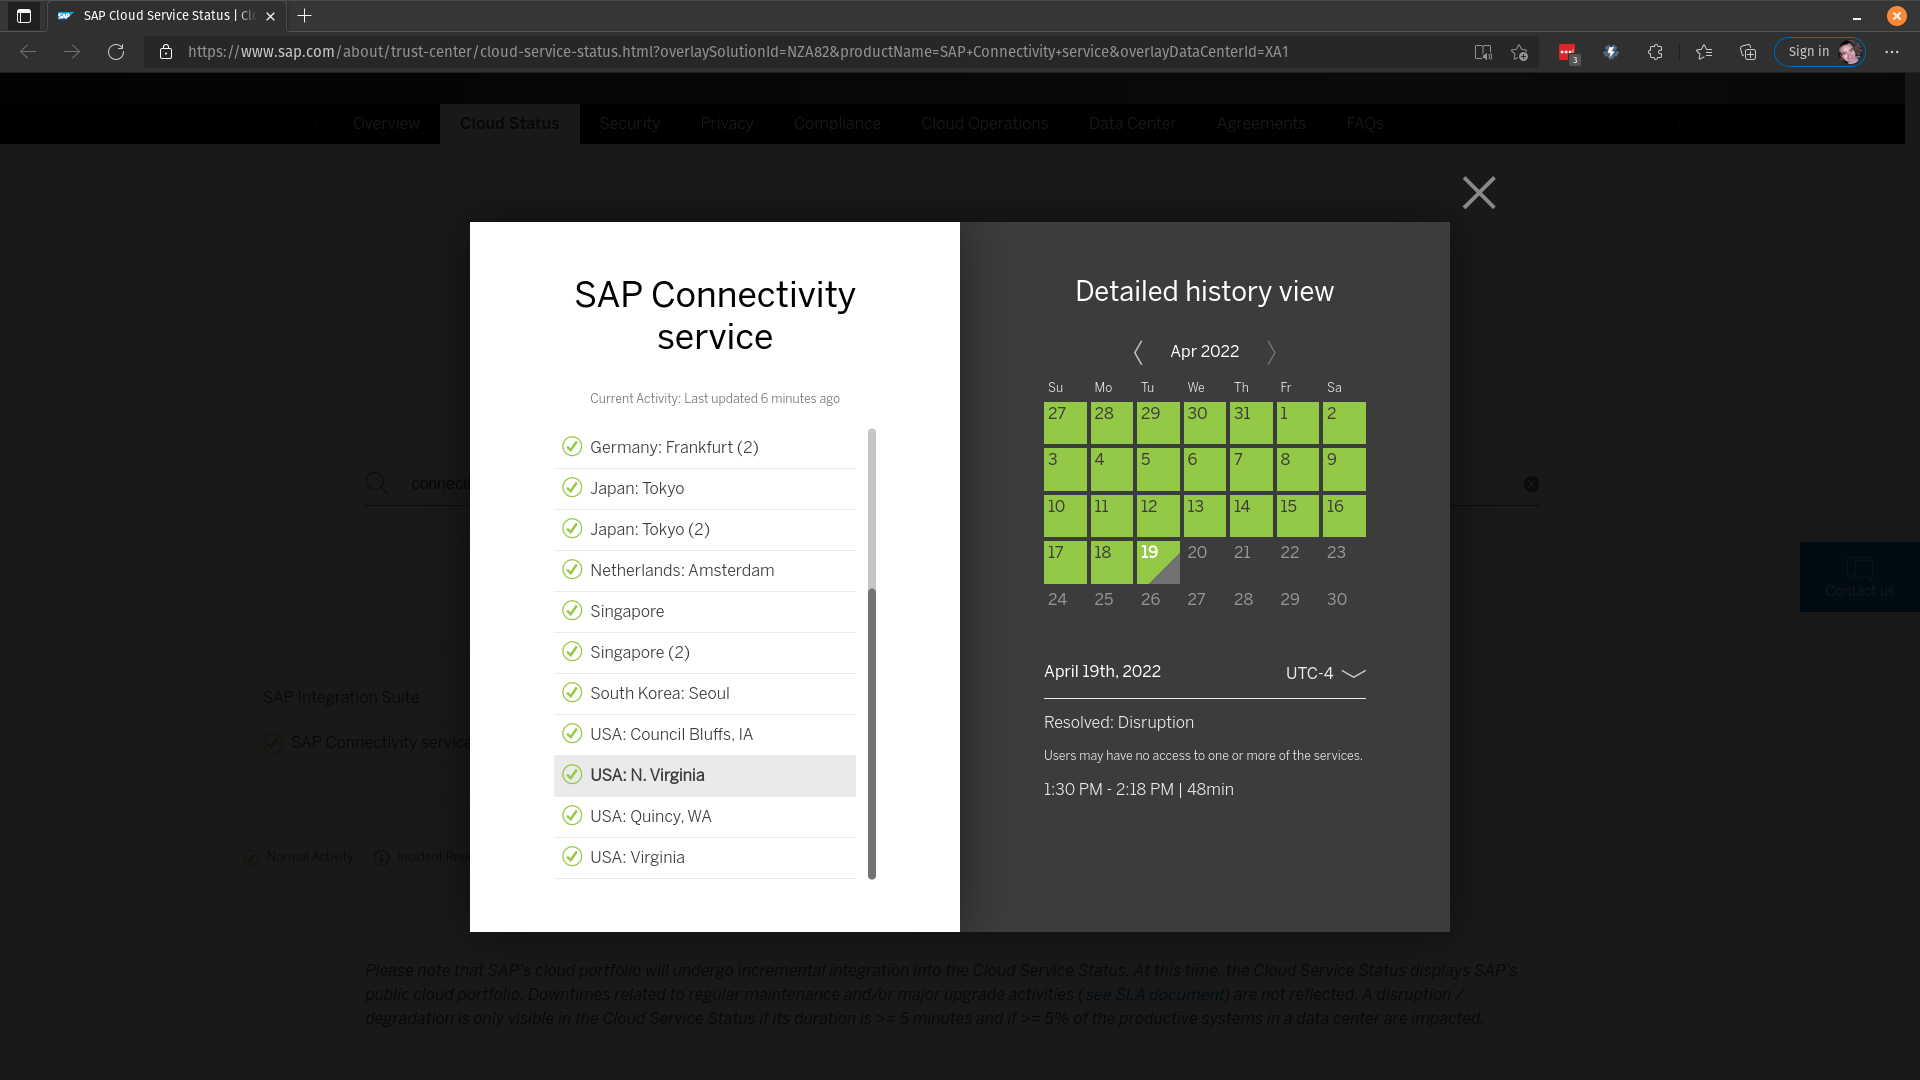 SAP Cloud Service Status | Clo
https://www.sap.com/about/trust-center/cloud-service-status.html?overlaySolutionId=NZA82&productName=SAP+Connectivity+service&overlayDataCenterId=XA1
3
Sign in
Overview
Cloud Status
Security
Privacy
Compliance
Cloud Operations
Data Center
Agreements
FAQs
SAP Connectivity
service
Current Activity: Last updated 6 minutes ago
Germany: Frankfurt (2)
Japan: Tokyo
Japan: Tokyo (2)
Netherlands: Amsterdam
Singapore
Singapore (2)
South Korea: Seoul
USA: Council Bluffs, IA
USA: N. Virginia
USA: Quincy, WA
USA: Virginia
Detailed history view
Apr 2022
Su Mo Tu We Th Fr Sa
27 28 29 30 31 1 2
3 4 5 6 7 8 9
10 11 12 13 14 15 16
17 18 19 20 21 22 23
24 25 26 27 28 29 30
April 19th, 2022 UTC-4
Resolved: Disruption
Users may have no access to one or more of the services.
1:30 PM - 2:18 PM | 48min
connecti
Contact us
SAP Integration Suite
SAP Connectivity service
Normal Activity
Incident Rep
Please note that SAP's cloud portfolio will undergo incremental integration into the Cloud Service Status. At this time, the Cloud Service Status displays SAP's
public cloud portfolio. Downtimes related to regular maintenance and/or major upgrade activities (see SLA document) are not reflected. A disruption /
degradation is only visible in the Cloud Service Status if its duration is >= 5 minutes and if >= 5% of the productive systems in a data center are impacted.